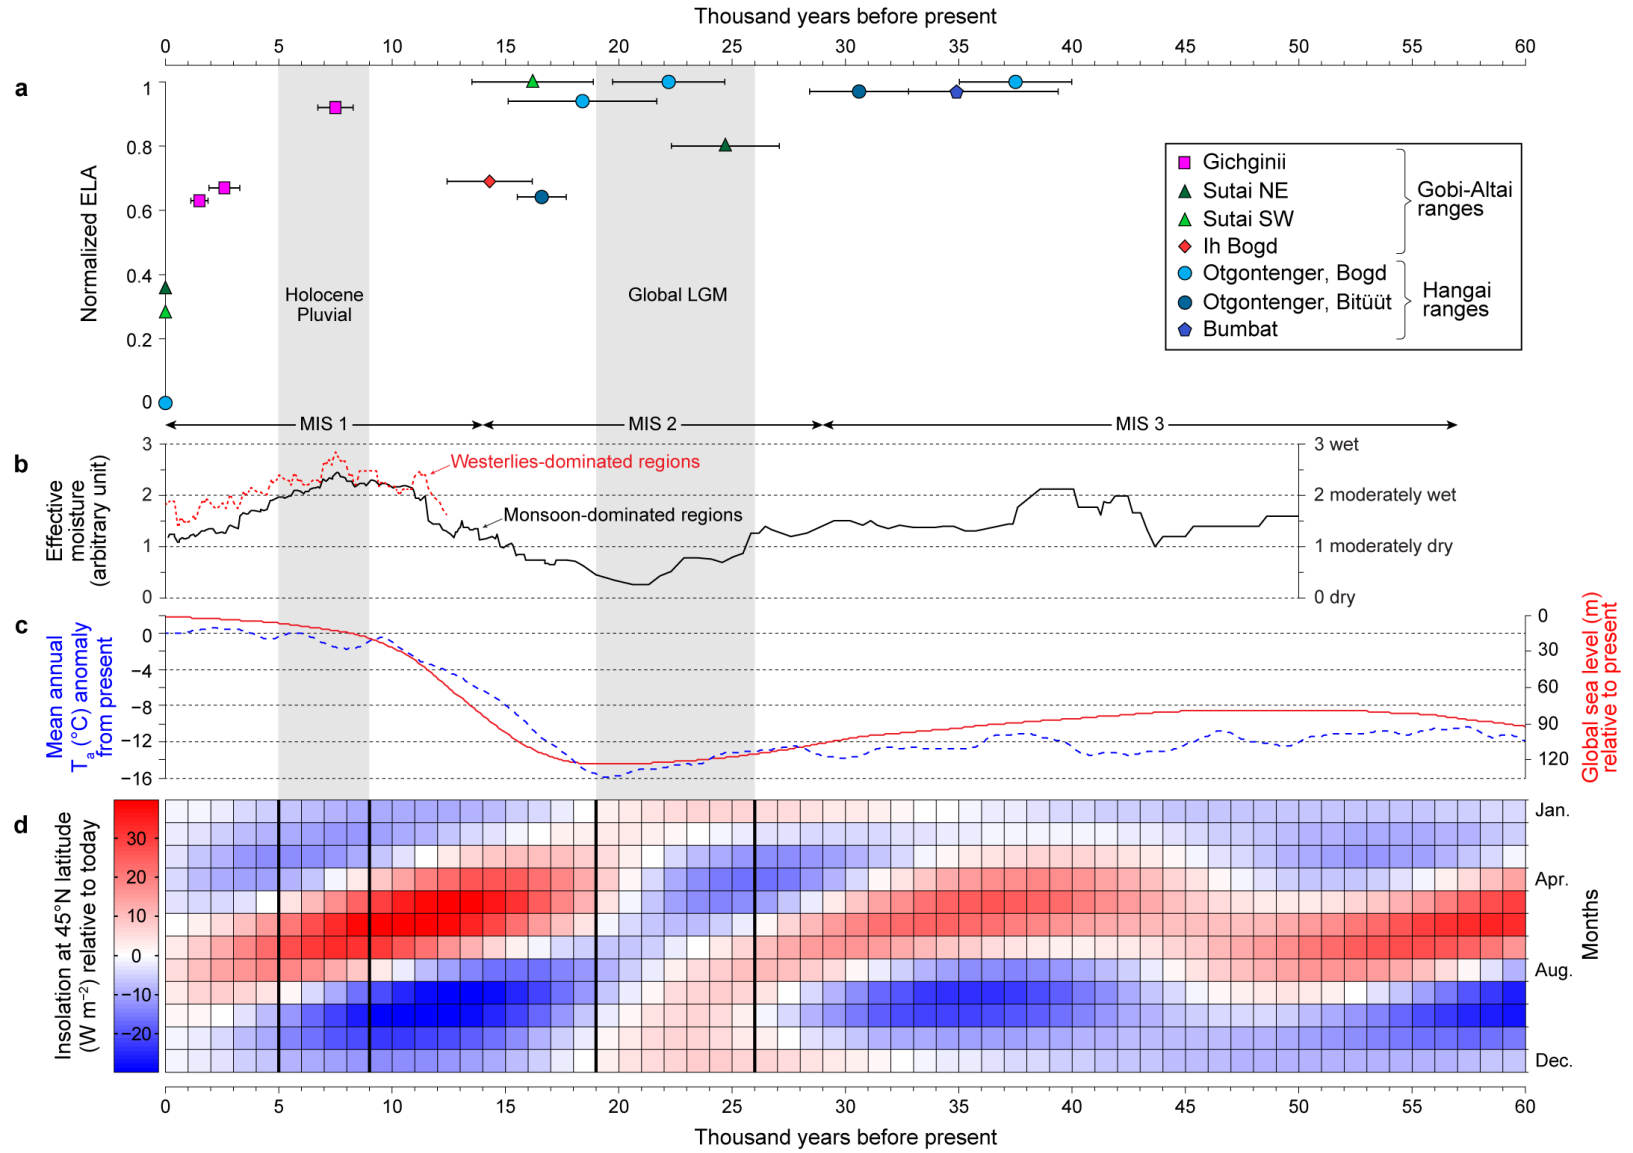 Thousand years before present
0 5 10 15 20 25 30 35 40 45 50 55 60
a
Normalized ELA
1
0.8
0.6
0.4
0.2
0
Holocene
Pluvial
Global LGM
Gichginii
Sutai NE
Sutai SW
Ih Bogd
Otgontenger, Bogd
Otgontenger, Bitüüt
Bumbat
Gobi-Altai
ranges
Hangai
ranges
MIS 1
MIS 2
MIS 3
b
Effective
moisture
(arbitrary unit)
3
2
1
0
Westerlies-dominated regions
Monsoon-dominated regions
3 wet
2 moderately wet
1 moderately dry
0 dry
c
Mean annual
Ta (°C) anomaly
from present
0
−4
−8
−12
−16
0
30
60
90
120
Global sea level (m)
relative to present
d
Insolation at 45°N latitude
(W m−2) relative to today
30
20
10
0
−10
−20
Jan.
Apr.
Aug.
Dec.
Months
0 5 10 15 20 25 30 35 40 45 50 55 60
Thousand years before present